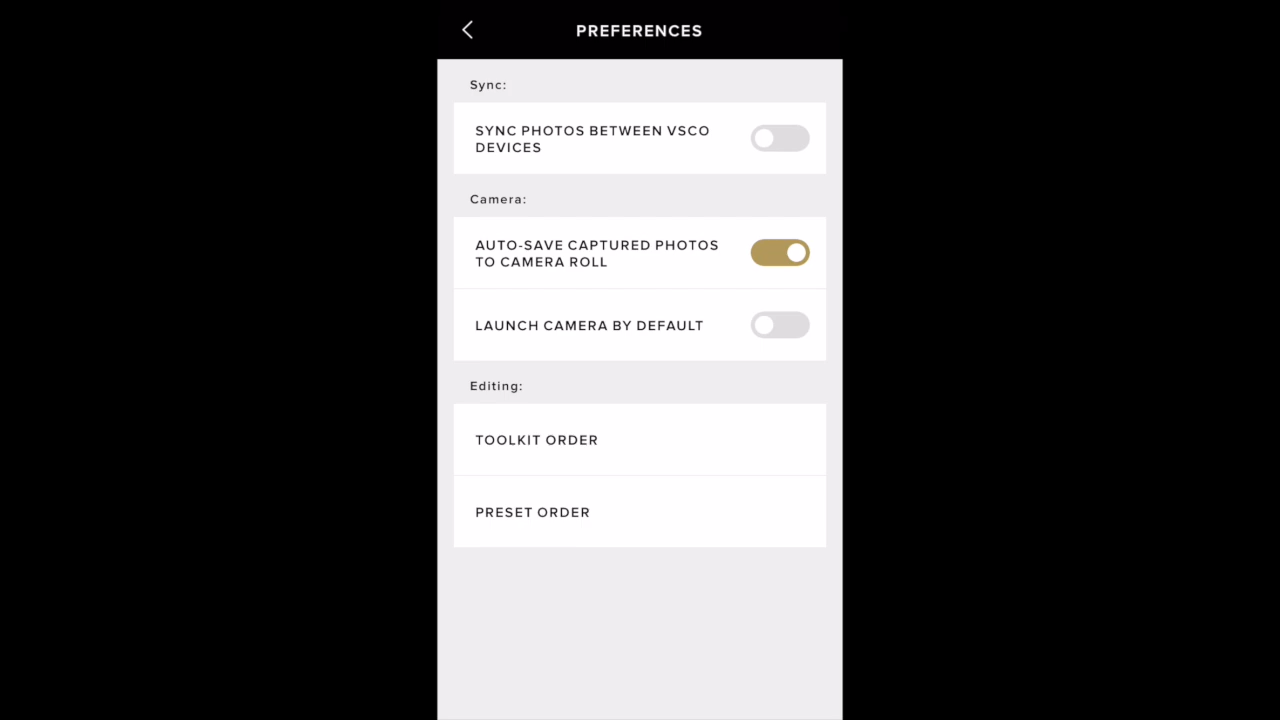 PREFERENCES
Sync:
SYNC PHOTOS BETWEEN VSCO
DEVICES
Camera:
AUTO-SAVE CAPTURED PHOTOS
TO CAMERA ROLL
LAUNCH CAMERA BY DEFAULT
Editing:
TOOLKIT ORDER
PRESET ORDER